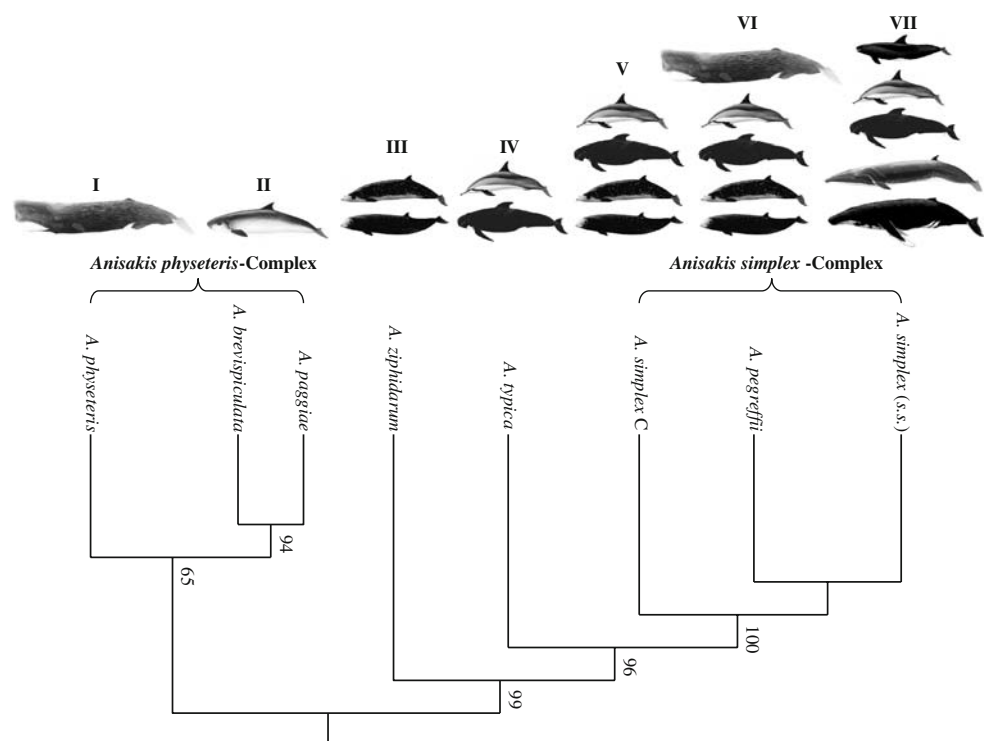 I
II
III
IV
V
VI
VII
Anisakis physeteris-Complex
Anisakis simplex -Complex
A. physeteris
A. brevispiculata
A. paggiae
A. ziphidarum
A. typica
A. simplex C
A. pegreffii
A. simplex (s.s.)
94
65
100
96
99